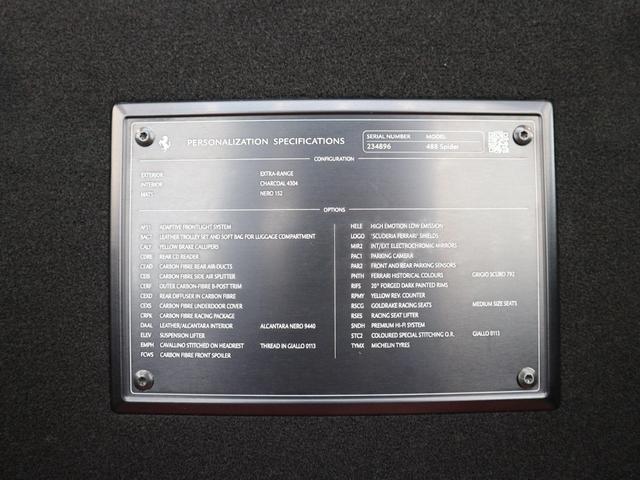 PERSONALIZATION SPECIFICATIONS
SERIAL NUMBER MODEL
234896 488 Spider
CONFIGURATION
EXTERIOR EXTRA-RANGE
INTERIOR CHARCOAL 4304
MATS NERO 152
OPTIONS
AFS1 ADAPTIVE FRONTLIGHT SYSTEM
BAGT LEATHER TROLLEY SET AND SOFT BAG FOR LUGGAGE COMPARTMENT
CALY YELLOW BRAKE CALLIPERS
CDRE REAR CD READER
CEAD CARBON FIBRE REAR AIR-DUCTS
CEIS CARBON FIBRE SIDE AIR SPLITTER
CERF OUTER CARBON-FIBRE B-POST TRIM
CEXD REAR DIFFUSER IN CARBON FIBRE
CEXS CARBON FIBRE UNDERDOOR COVER
CRPK CARBON FIBRE RACING PACKAGE
DAAL LEATHER/ALCANTARA INTERIOR ALCANTARA NERO 9440
ELEV SUSPENSION LIFTER
EMPH CAVALLINO STITCHED ON HEADREST THREAD IN GIALLO 0113
FCWS CARBON FIBRE FRONT SPOILER
HELE HIGH EMOTION LOW EMISSION
LOGO "SCUDERIA FERRARI" SHIELDS
MIR2 INT/EXT ELECTROCHROMIC MIRRORS
PAC1 PARKING CAMERA
PAR2 FRONT AND REAR PARKING SENSORS
PNTH FERRARI HISTORICAL COLOURS GRIGIO SCURO 792
RIFS 20" FORGED DARK PAINTED RIMS
RPMY YELLOW REV. COUNTER
RSCG GOLDRAKE RACING SEATS MEDIUM SIZE SEATS
RSES RACING SEAT LIFTER
SNDH PREMIUM HI-FI SYSTEM
STC2 COLOURED SPECIAL STITCHING O.R. GIALLO 0113
TYMX MICHELIN TYRES